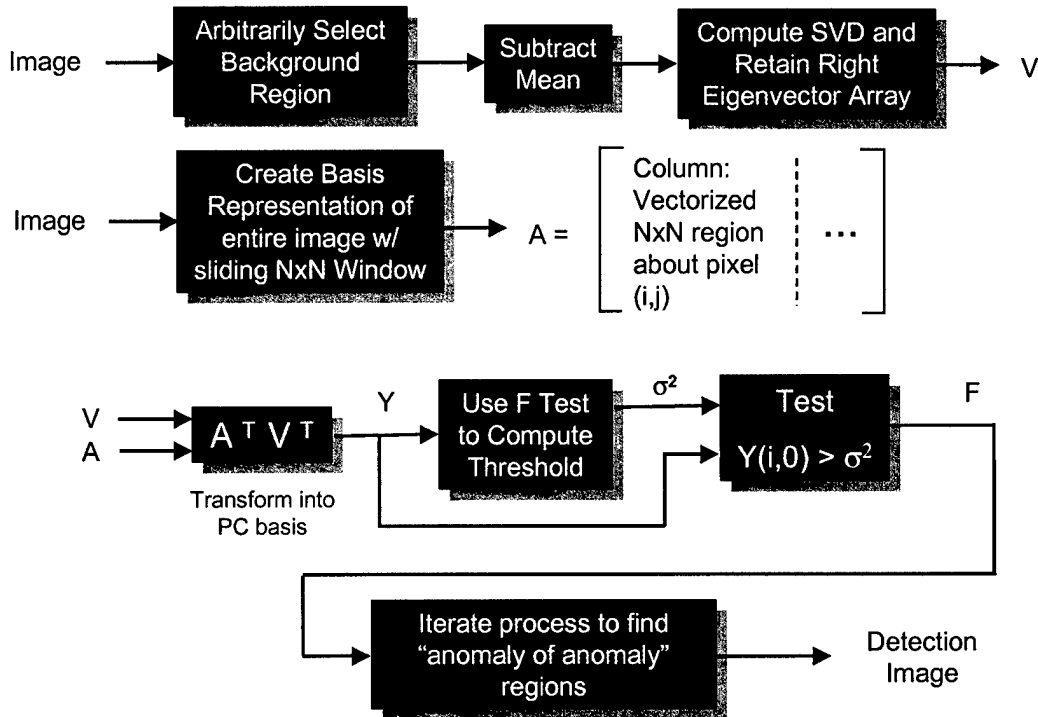 Image
Arbitrarily Select
Background
Region
Subtract
Mean
Compute SVD and
Retain Right
Eigenvector Array
V
Image
Create Basis
Representation of
entire image w/
sliding NxN Window
A =
Column:
Vectorized
NxN region
about pixel
(i,j)
...
V
A
A ᵀ V ᵀ
Transform into
PC basis
Y
Use F Test
to Compute
Threshold
σ²
Test
Y(i,0) > σ²
F
Iterate process to find
“anomaly of anomaly”
regions
Detection
Image